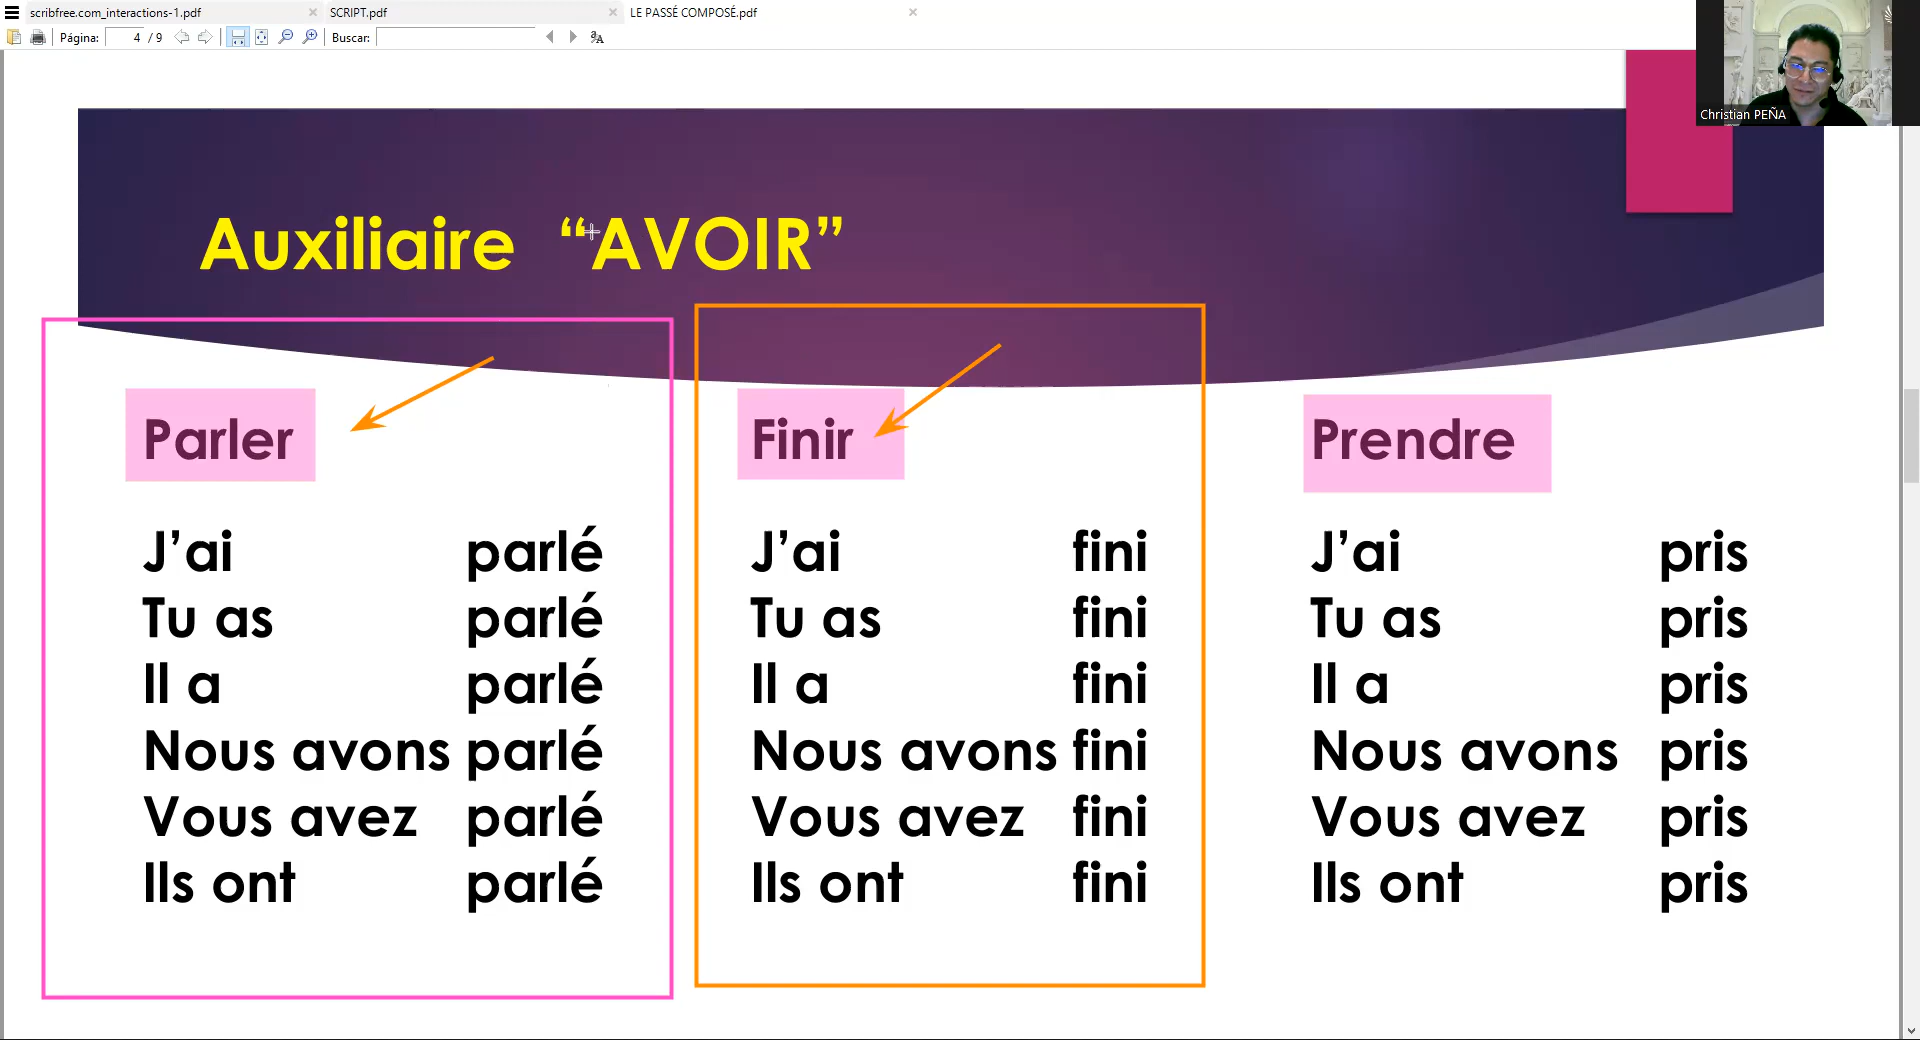 scribfree.com_interactions-1.pdf SCRIPT.pdf LE PASSÉ COMPOSÉ.pdf
Página: 4 / 9 Buscar:
Christian PEÑA
Auxiliaire “AVOIR”
Parler
J’ai parlé
Tu as parlé
Il a parlé
Nous avons parlé
Vous avez parlé
Ils ont parlé
Finir
J’ai fini
Tu as fini
Il a fini
Nous avons fini
Vous avez fini
Ils ont fini
Prendre
J’ai pris
Tu as pris
Il a pris
Nous avons pris
Vous avez pris
Ils ont pris